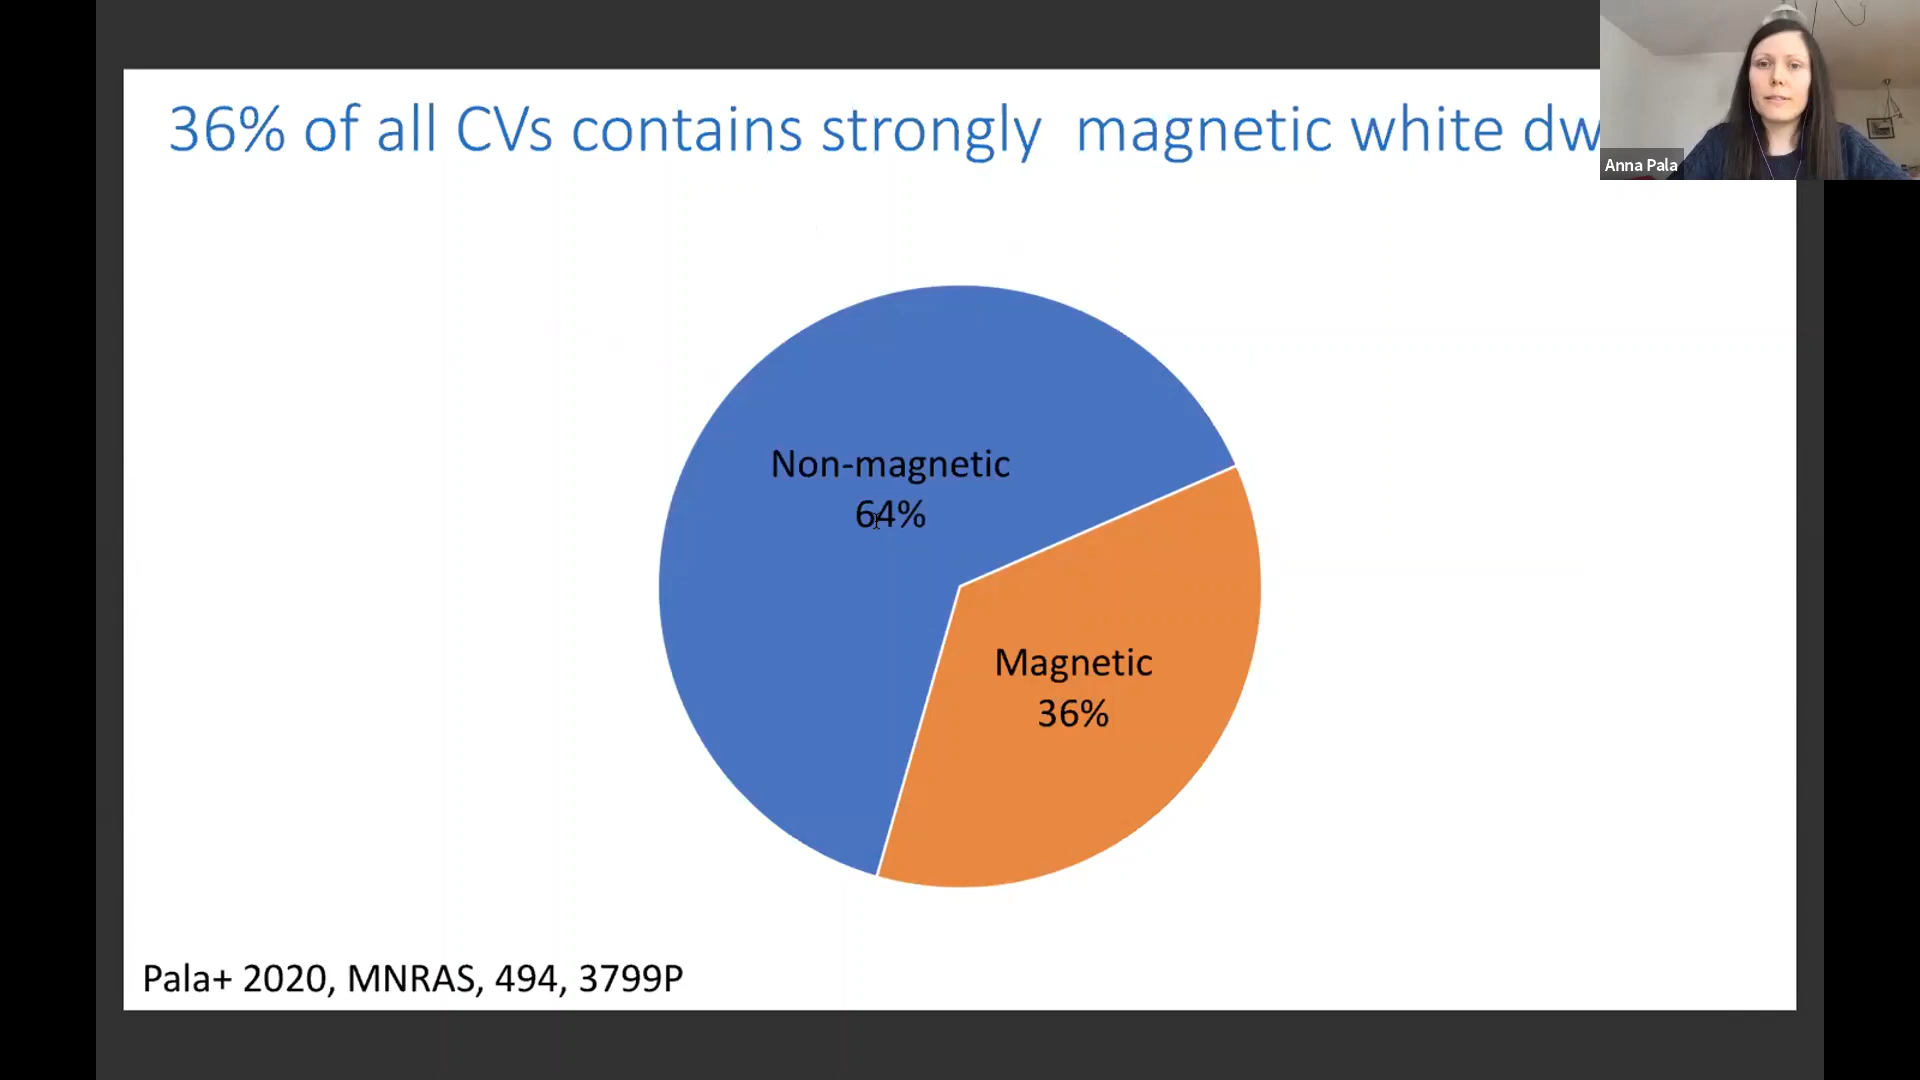 36% of all CVs contains strongly magnetic white dw
Anna Pala
Non-magnetic
64%
Magnetic
36%
Pala+ 2020, MNRAS, 494, 3799P